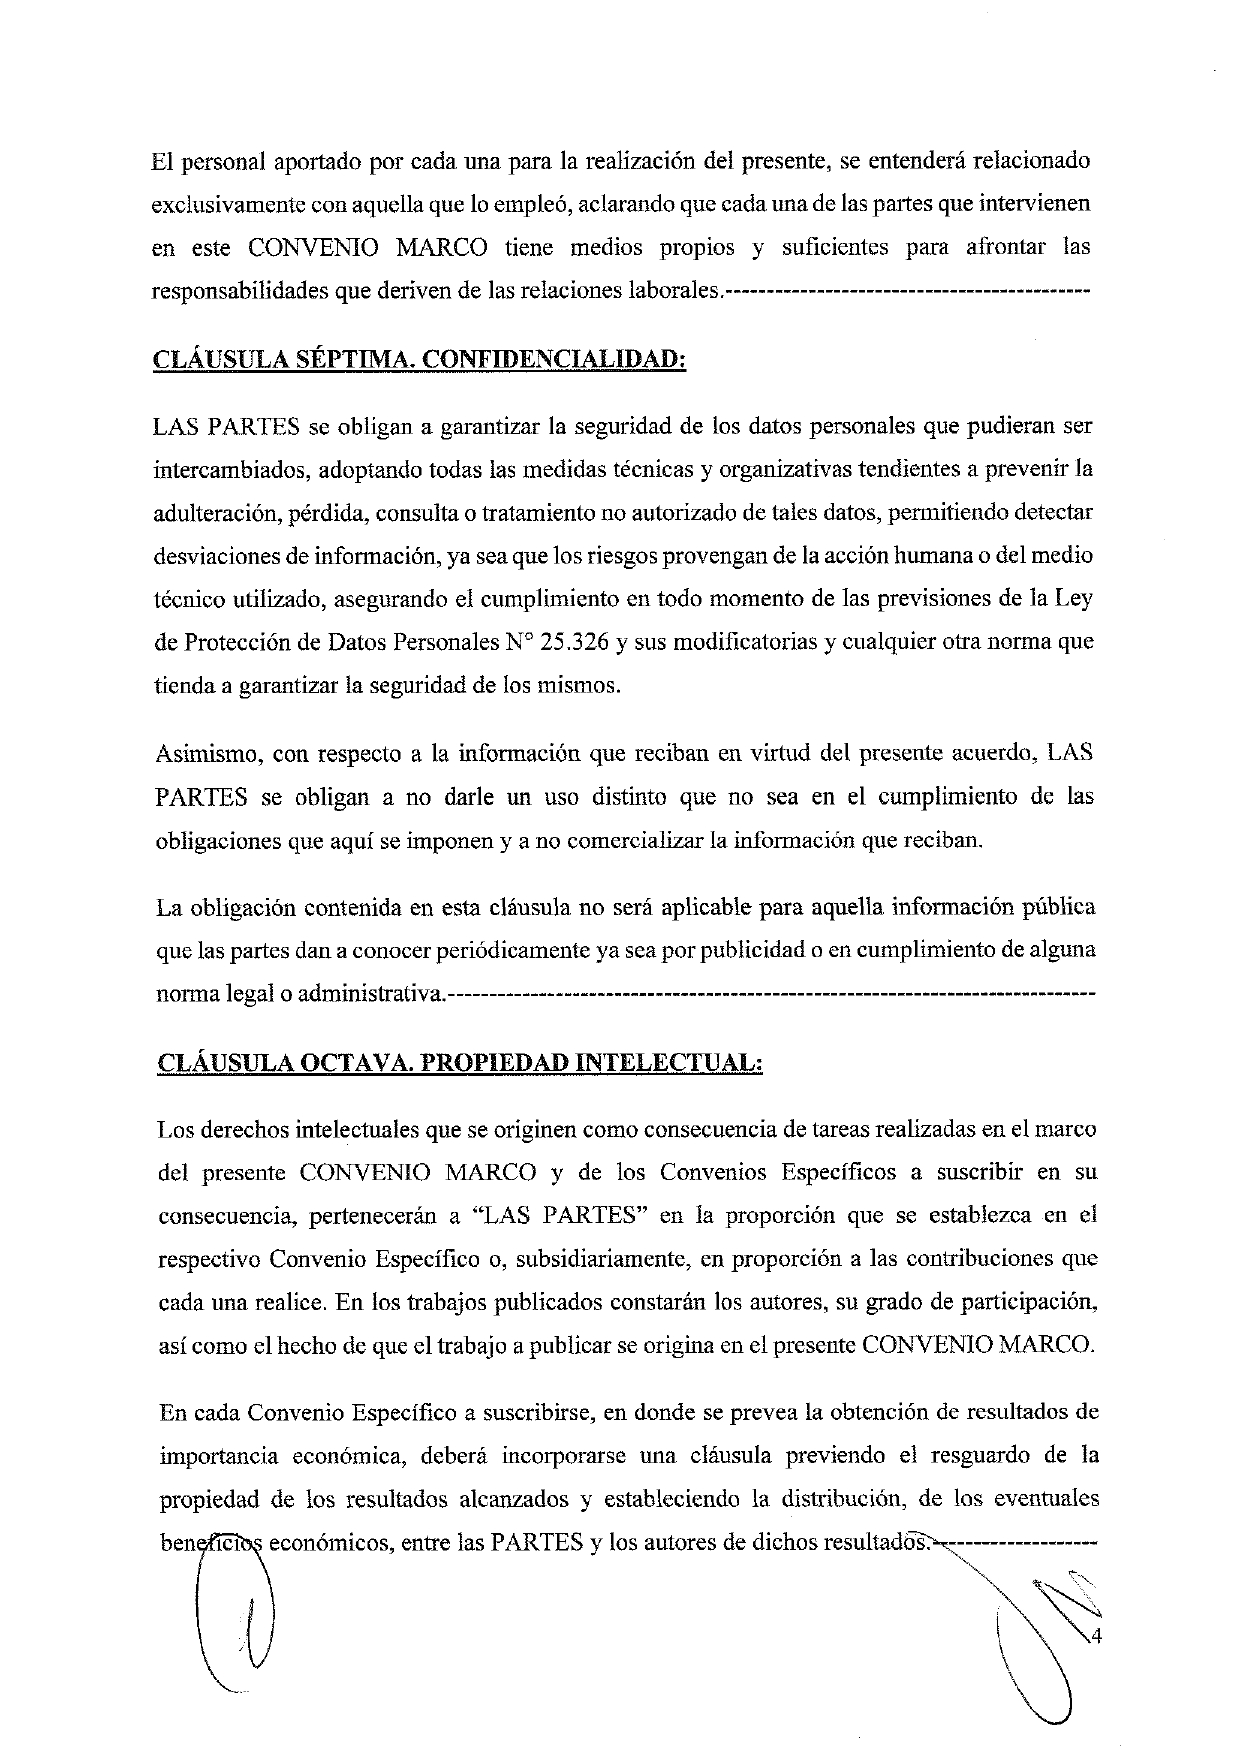 El personal aportado por cada una para la realización del presente, se entenderá relacionado
exclusivamente con aquella que lo empleó, aclarando que cada una de las partes que intervienen
en este CONVENIO MARCO tiene medios propios y suficientes para afrontar las
responsabilidades que deriven de las relaciones laborales.--------------------------------------------
CLÁUSULA SÉPTIMA. CONFIDENCIALIDAD:
LAS PARTES se obligan a garantizar la seguridad de los datos personales que pudieran ser
intercambiados, adoptando todas las medidas técnicas y organizativas tendientes a prevenir la
adulteración, pérdida, consulta o tratamiento no autorizado de tales datos, permitiendo detectar
desviaciones de información, ya sea que los riesgos provengan de la acción humana o del medio
técnico utilizado, asegurando el cumplimiento en todo momento de las previsiones de la Ley
de Protección de Datos Personales N° 25.326 y sus modificatorias y cualquier otra norma que
tienda a garantizar la seguridad de los mismos.
Asimismo, con respecto a la información que reciban en virtud del presente acuerdo, LAS
PARTES se obligan a no darle un uso distinto que no sea en el cumplimiento de las
obligaciones que aquí se imponen y a no comercializar la información que reciban.
La obligación contenida en esta cláusula no será aplicable para aquella información pública
que las partes dan a conocer periódicamente ya sea por publicidad o en cumplimiento de alguna
norma legal o administrativa.------------------------------------------------------------------------------
CLÁUSULA OCTAVA. PROPIEDAD INTELECTUAL:
Los derechos intelectuales que se originen como consecuencia de tareas realizadas en el marco
del presente CONVENIO MARCO y de los Convenios Específicos a suscribir en su
consecuencia, pertenecerán a “LAS PARTES” en la proporción que se establezca en el
respectivo Convenio Específico o, subsidiariamente, en proporción a las contribuciones que
cada una realice. En los trabajos publicados constarán los autores, su grado de participación,
así como el hecho de que el trabajo a publicar se origina en el presente CONVENIO MARCO.
En cada Convenio Específico a suscribirse, en donde se prevea la obtención de resultados de
importancia económica, deberá incorporarse una cláusula previendo el resguardo de la
propiedad de los resultados alcanzados y estableciendo la distribución, de los eventuales
beneficios económicos, entre las PARTES y los autores de dichos resultados.--------------------
4